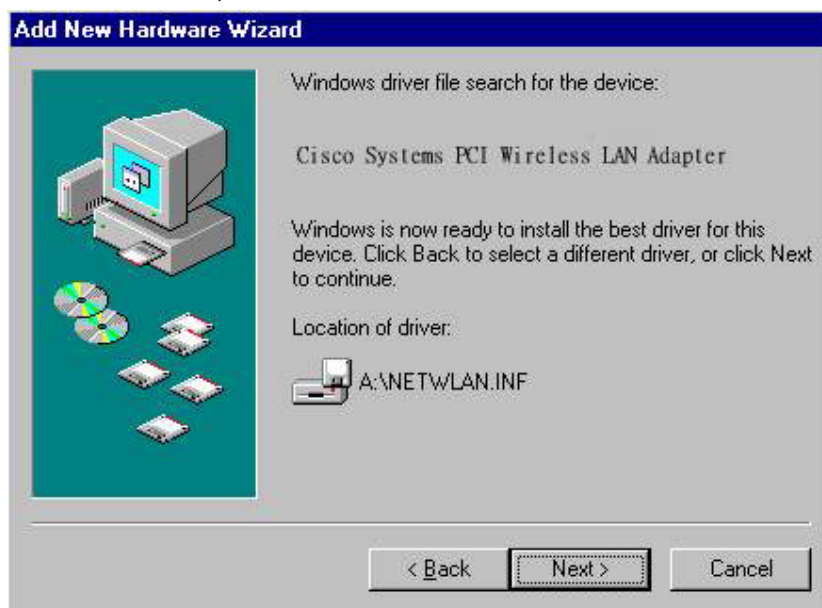 Add New Hardware Wizard
Windows driver file search for the device:
Cisco Systems PCI Wireless LAN Adapter
Windows is now ready to install the best driver for this
device. Click Back to select a different driver, or click Next
to continue.
Location of driver:
A:\NETWLAN.INF
< Back
Next >
Cancel